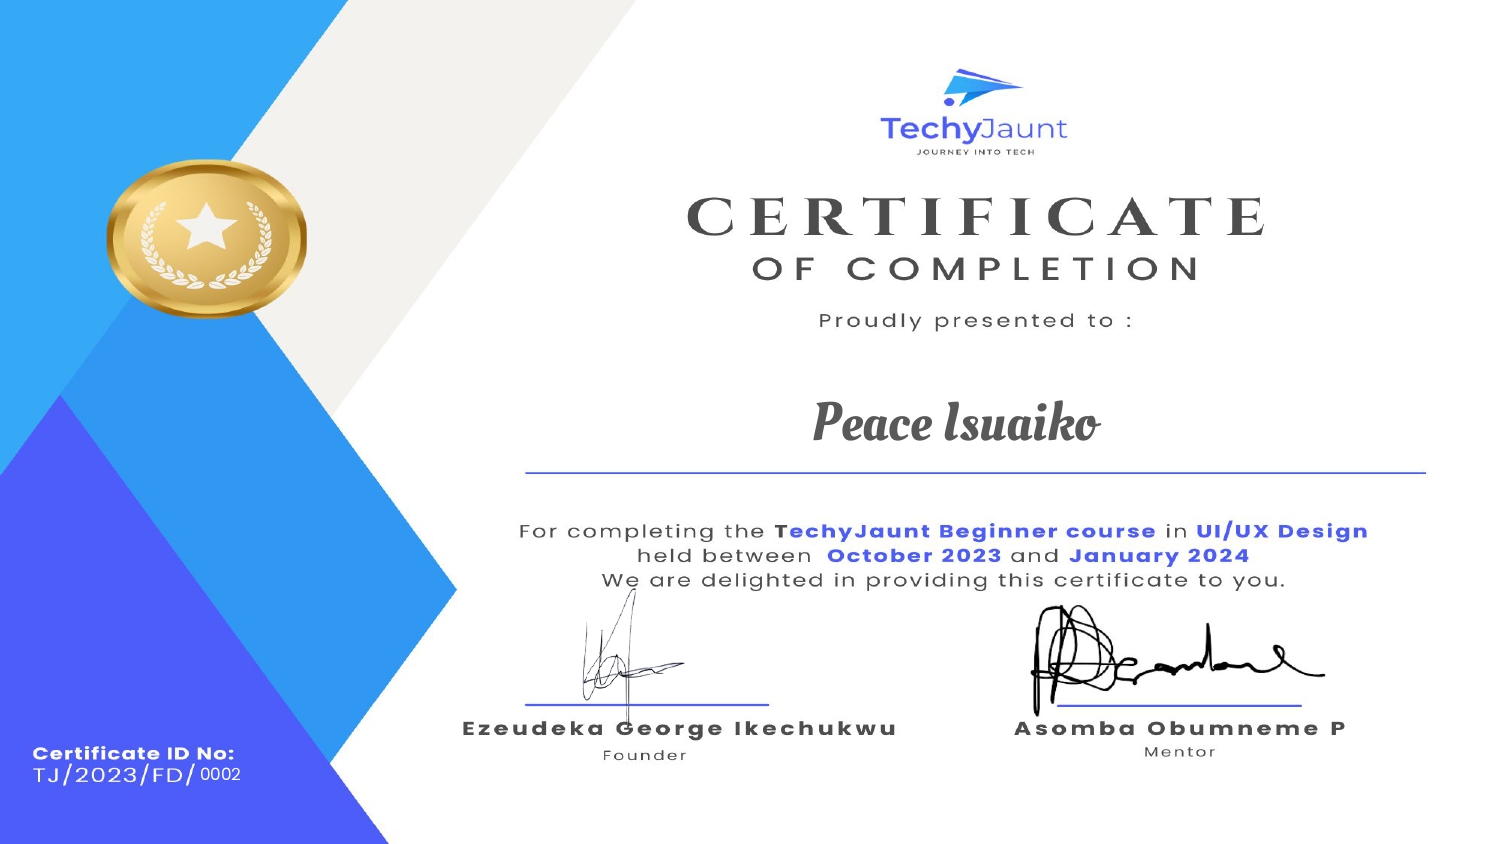 TechyJaunt
JOURNEY INTO TECH
CERTIFICATE
OF COMPLETION
Proudly presented to :
Peace Isuaiko
For completing the TechyJaunt Beginner course in UI/UX Design
held between October 2023 and January 2024
We are delighted in providing this certificate to you.
Ezeudeka George Ikechukwu
Founder
Asomba Obumneme P
Mentor
Certificate ID No:
TJ/2023/FD/0002